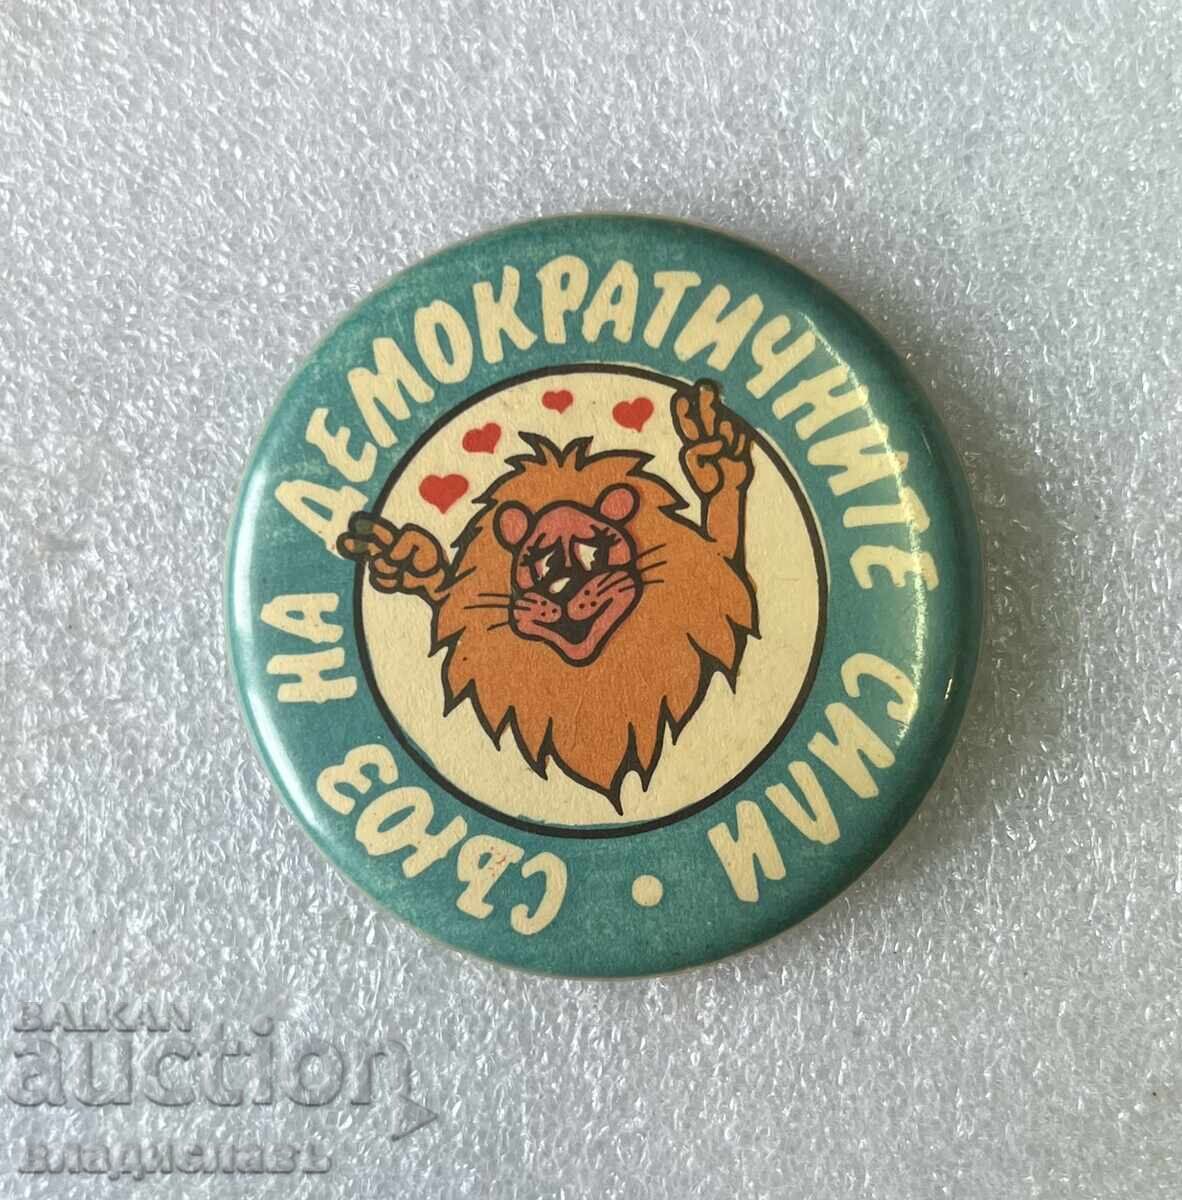 СЪЮЗ НА ДЕМОКРАТИЧНИТЕ СИЛИ •
BALKAN
auction
Владиславъ